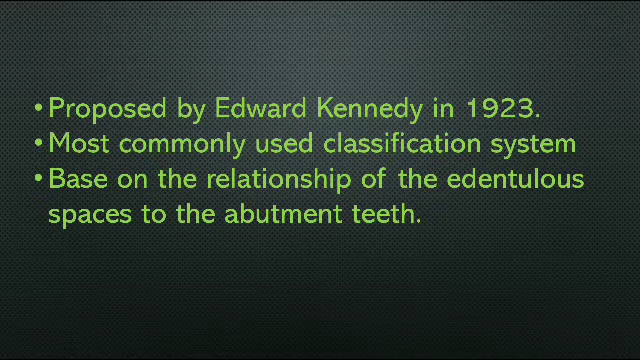 • Proposed by Edward Kennedy in 1923.
• Most commonly used classification system
• Base on the relationship of the edentulous
spaces to the abutment teeth.